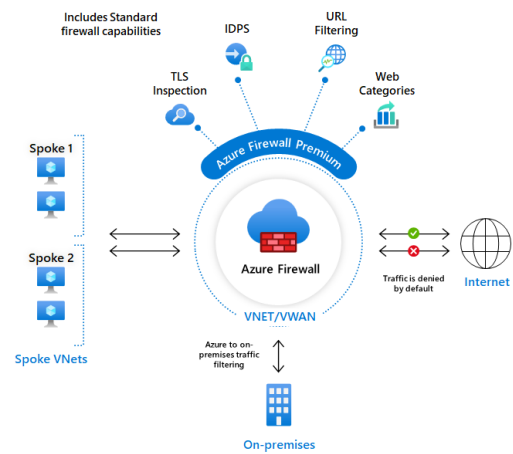 Includes Standard
firewall capabilities
IDPS
URL
Filtering
TLS
Inspection
Web
Categories
Azure Firewall Premium
Spoke 1
Spoke 2
Spoke VNets
Azure Firewall
VNET/VWAN
Traffic is denied
by default
Internet
Azure to on-
premises traffic
filtering
On-premises